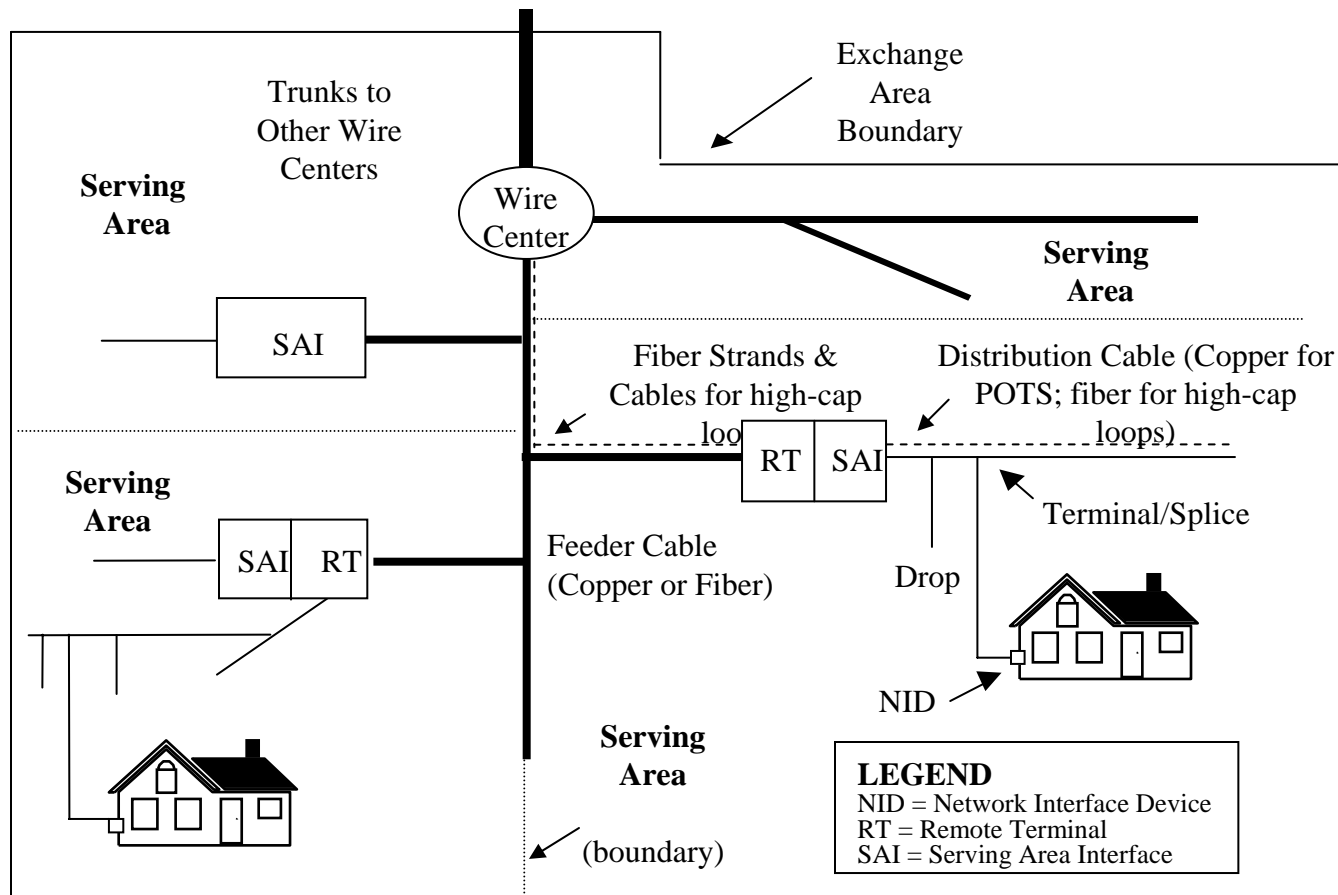 Trunks to
Other Wire
Centers
Exchange
Area
Boundary
Serving
Area
Wire
Center
Serving
Area
SAI
Fiber Strands &
Cables for high-cap
loo
Distribution Cable (Copper for
POTS; fiber for high-cap
loops)
RT
SAI
Serving
Area
Terminal/Splice
SAI
RT
Feeder Cable
(Copper or Fiber)
Drop
NID
Serving
Area
(boundary)
LEGEND
NID = Network Interface Device
RT = Remote Terminal
SAI = Serving Area Interface